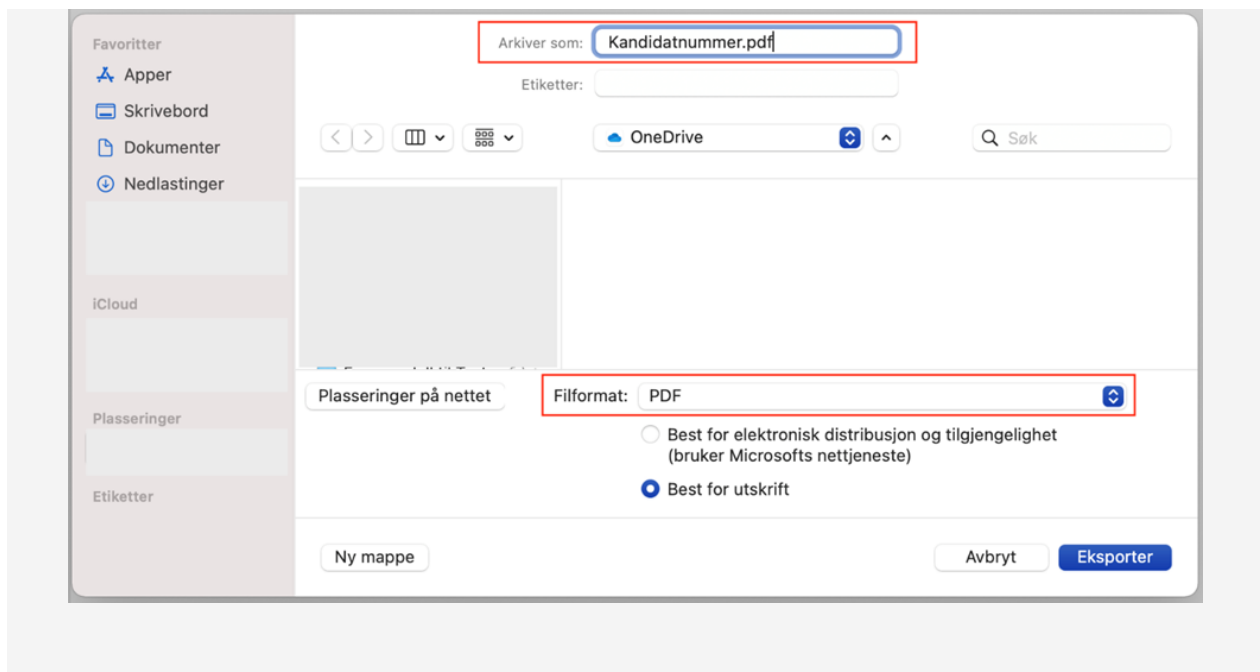 Favoritter
Apper
Skrivebord
Dokumenter
Nedlastinger
iCloud
Plasseringer
Etiketter
Arkiver som: Kandidatnummer.pdf
Etiketter:
OneDrive
Søk
Plasseringer på nettet
Filformat: PDF
Best for elektronisk distribusjon og tilgjengelighet
(bruker Microsofts nettjeneste)
Best for utskrift
Ny mappe
Avbryt
Eksporter